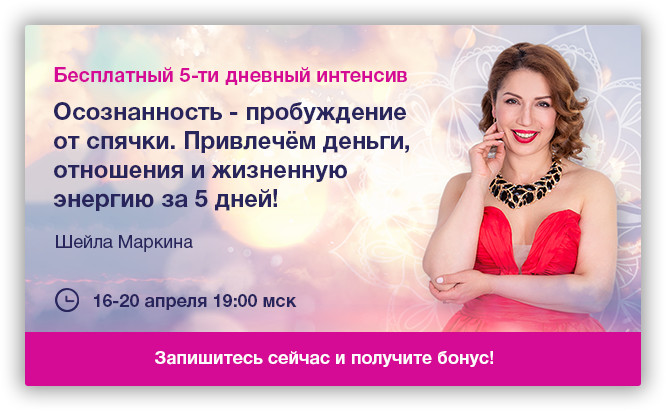 Бесплатный 5-ти дневный интенсив
Осознанность - пробуждение
от спячки. Привлечём деньги,
отношения и жизненную
энергию за 5 дней!
Шейла Маркина
16-20 апреля 19:00 мск
Запишитесь сейчас и получите бонус!